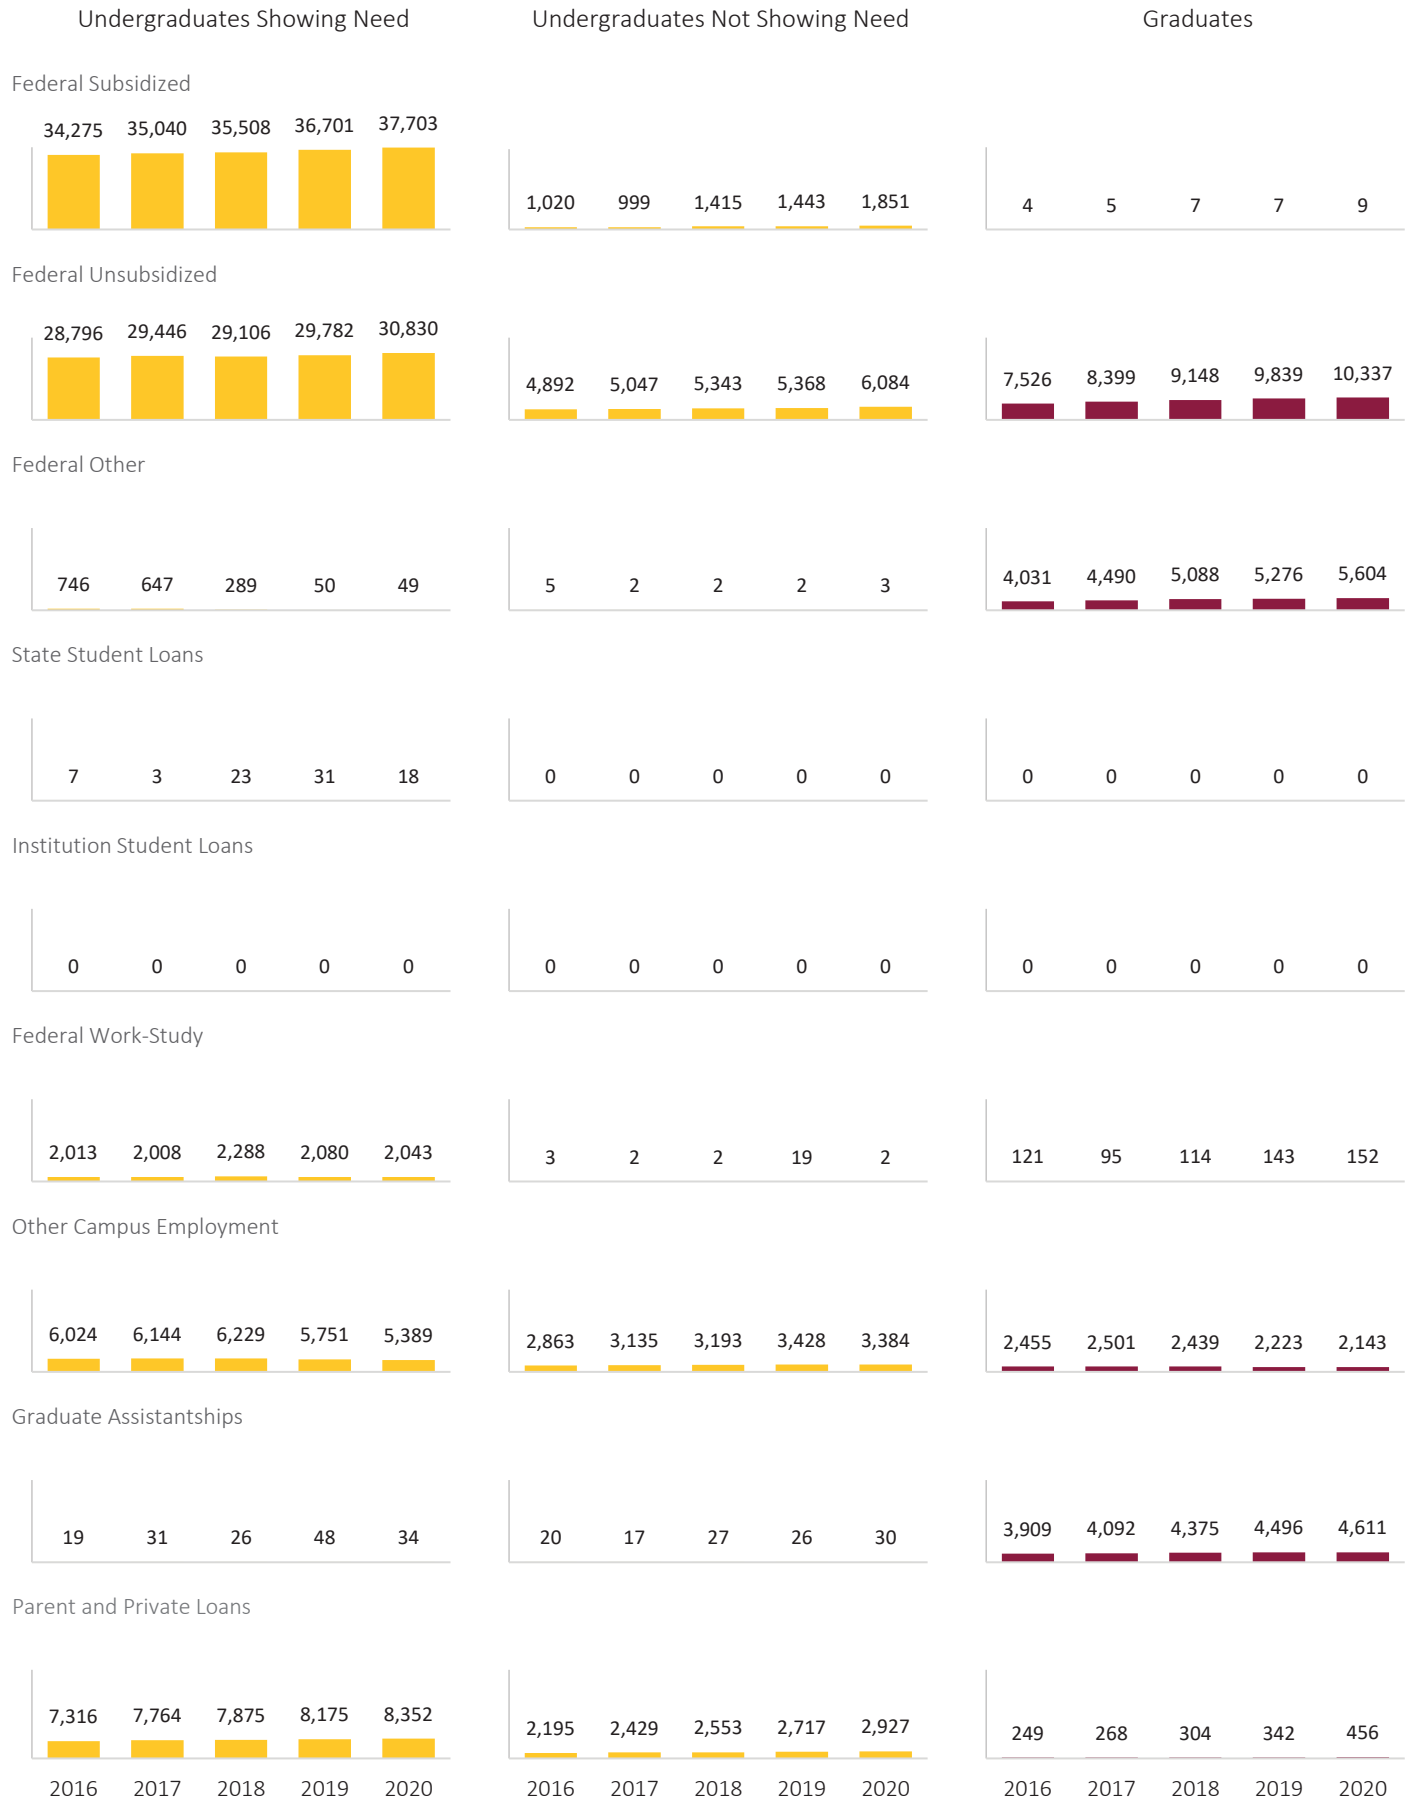 Undergraduates Showing Need Undergraduates Not Showing Need Graduates
Federal Subsidized
34,275 35,040 35,508 36,701 37,703
1,020 999 1,415 1,443 1,851
4 5 7 7 9
Federal Unsubsidized
28,796 29,446 29,106 29,782 30,830
4,892 5,047 5,343 5,368 6,084
7,526 8,399 9,148 9,839 10,337
Federal Other
746 647 289 50 49
5 2 2 2 3
4,031 4,490 5,088 5,276 5,604
State Student Loans
7 3 23 31 18
0 0 0 0 0
0 0 0 0 0
Institution Student Loans
0 0 0 0 0
0 0 0 0 0
0 0 0 0 0
Federal Work-Study
2,013 2,008 2,288 2,080 2,043
3 2 2 19 2
121 95 114 143 152
Other Campus Employment
6,024 6,144 6,229 5,751 5,389
2,863 3,135 3,193 3,428 3,384
2,455 2,501 2,439 2,223 2,143
Graduate Assistantships
19 31 26 48 34
20 17 27 26 30
3,909 4,092 4,375 4,496 4,611
Parent and Private Loans
7,316 7,764 7,875 8,175 8,352
2,195 2,429 2,553 2,717 2,927
249 268 304 342 456
2016 2017 2018 2019 2020
2016 2017 2018 2019 2020
2016 2017 2018 2019 2020